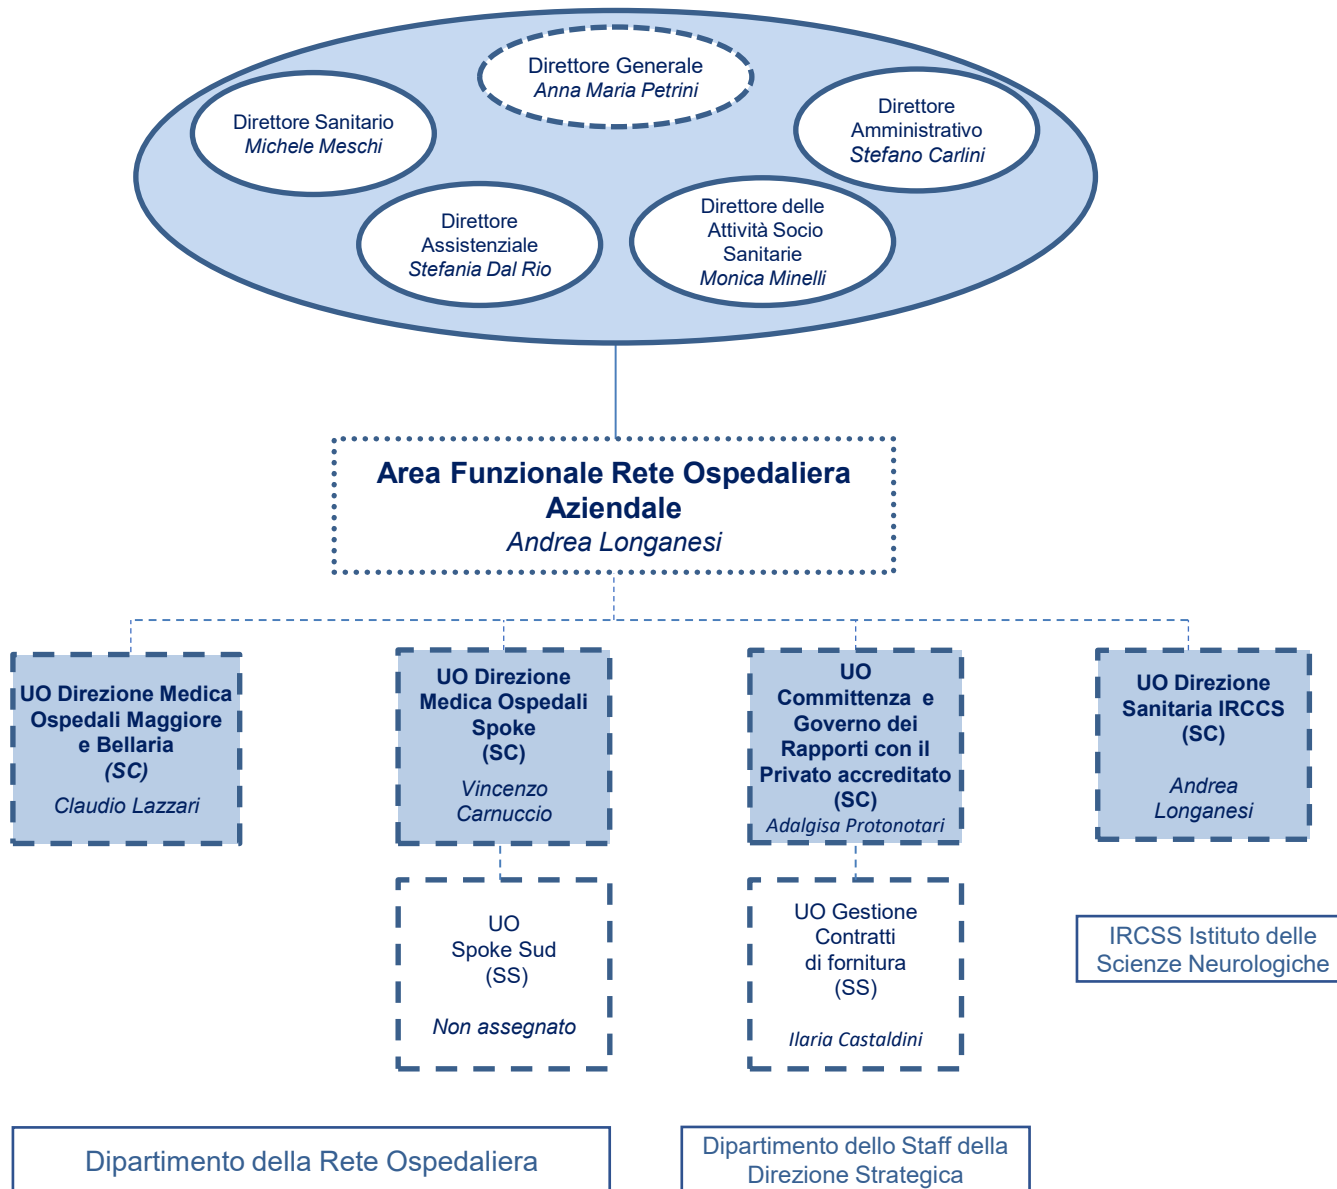 Direttore Generale
Anna Maria Petrini
Direttore Sanitario
Michele Meschi
Direttore
Amministrativo
Stefano Carlini
Direttore
Assistenziale
Stefania Dal Rio
Direttore delle
Attività Socio
Sanitarie
Monica Minelli
Area Funzionale Rete Ospedaliera
Aziendale
Andrea Longanesi
UO Direzione Medica
Ospedali Maggiore
e Bellaria
(SC)
Claudio Lazzari
UO Direzione
Medica Ospedali
Spoke
(SC)
Vincenzo
Carnuccio
UO
Committenza e
Governo dei
Rapporti con il
Privato accreditato
(SC)
Adalgisa Protonotari
UO Direzione
Sanitaria IRCCS
(SC)
Andrea
Longanesi
UO
Spoke Sud
(SS)
Non assegnato
UO Gestione
Contratti
di fornitura
(SS)
Ilaria Castaldini
IRCSS Istituto delle
Scienze Neurologiche
Dipartimento della Rete Ospedaliera
Dipartimento dello Staff della
Direzione Strategica